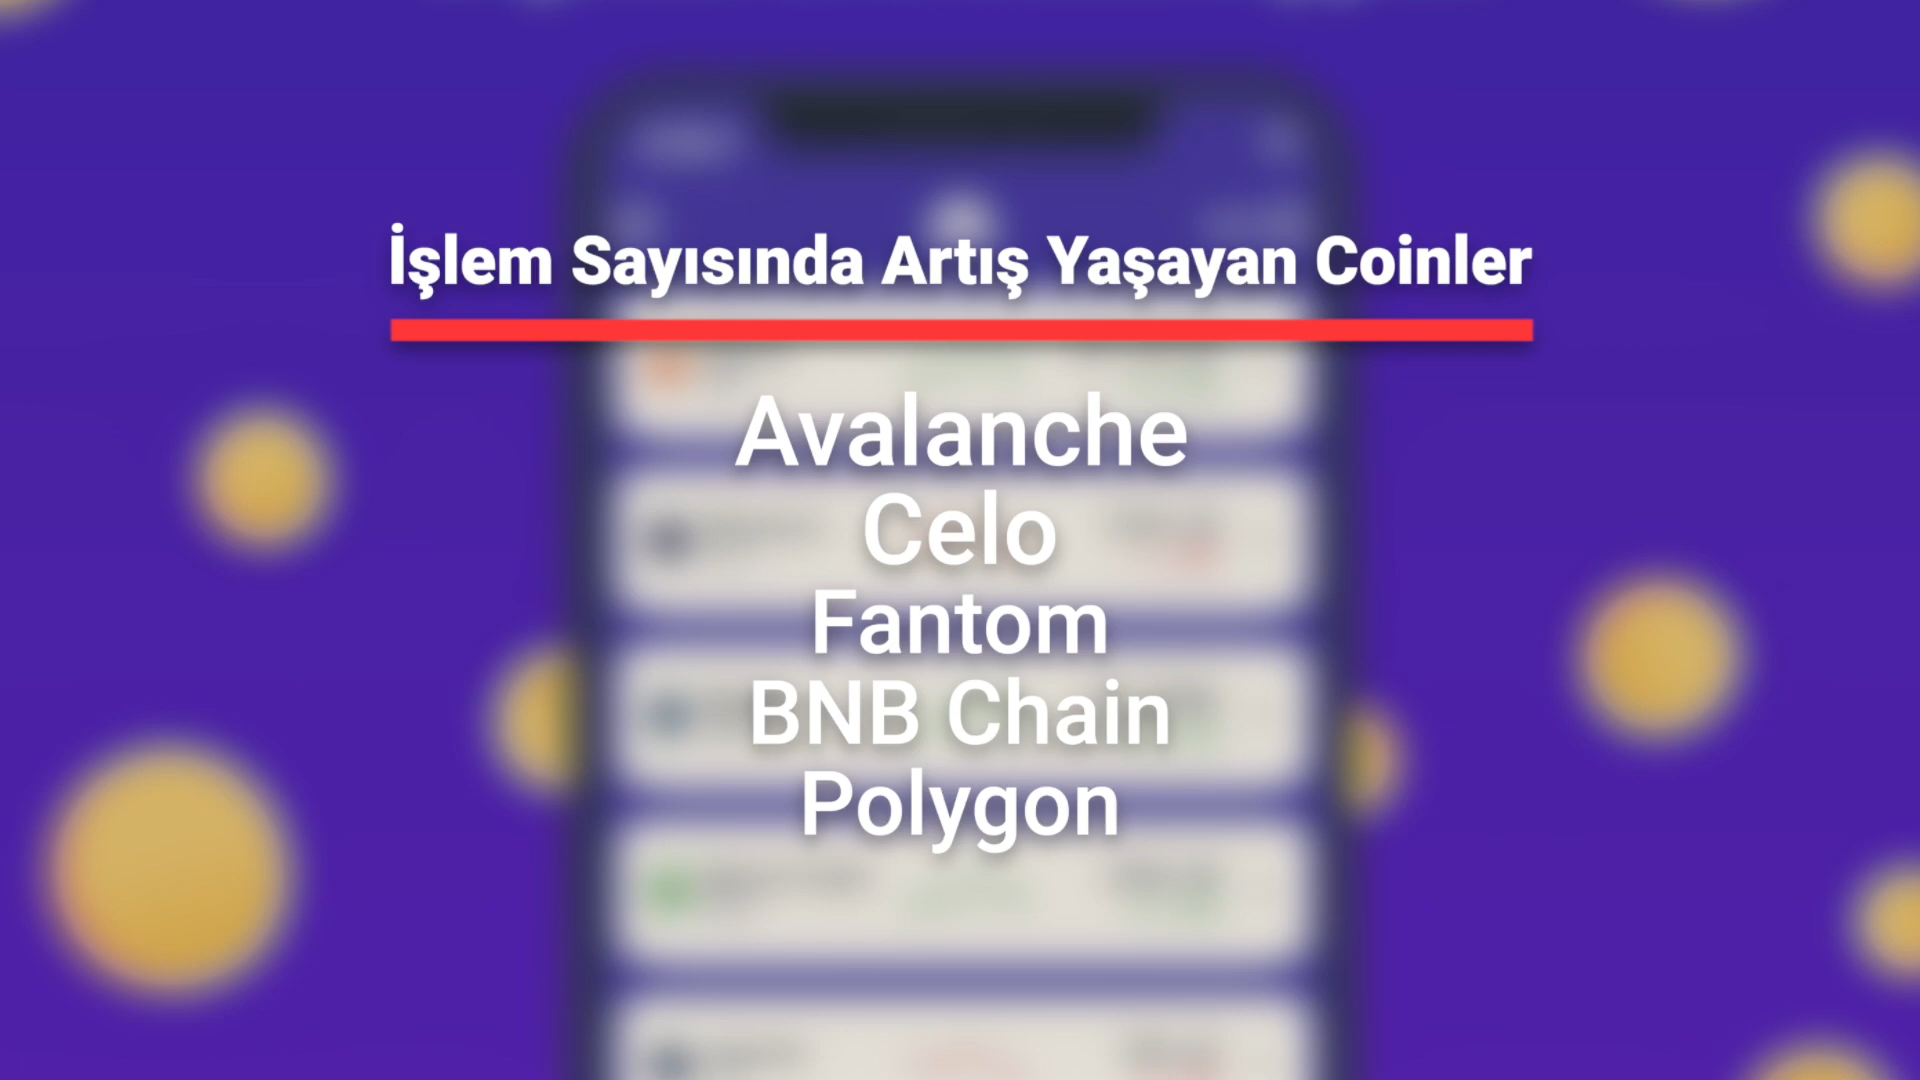 İşlem Sayısında Artış Yaşayan Coinler
Avalanche
Celo
Fantom
BNB Chain
Polygon